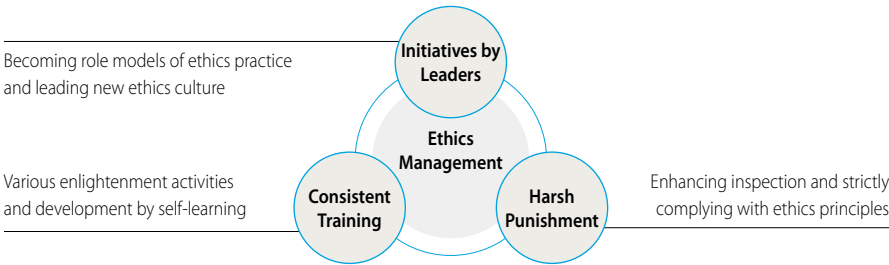 Initiatives by
Leaders
Becoming role models of ethics practice
and leading new ethics culture
Ethics
Management
Various enlightenment activities
and development by self-learning
Consistent
Training
Harsh
Punishment
Enhancing inspection and strictly
complying with ethics principles